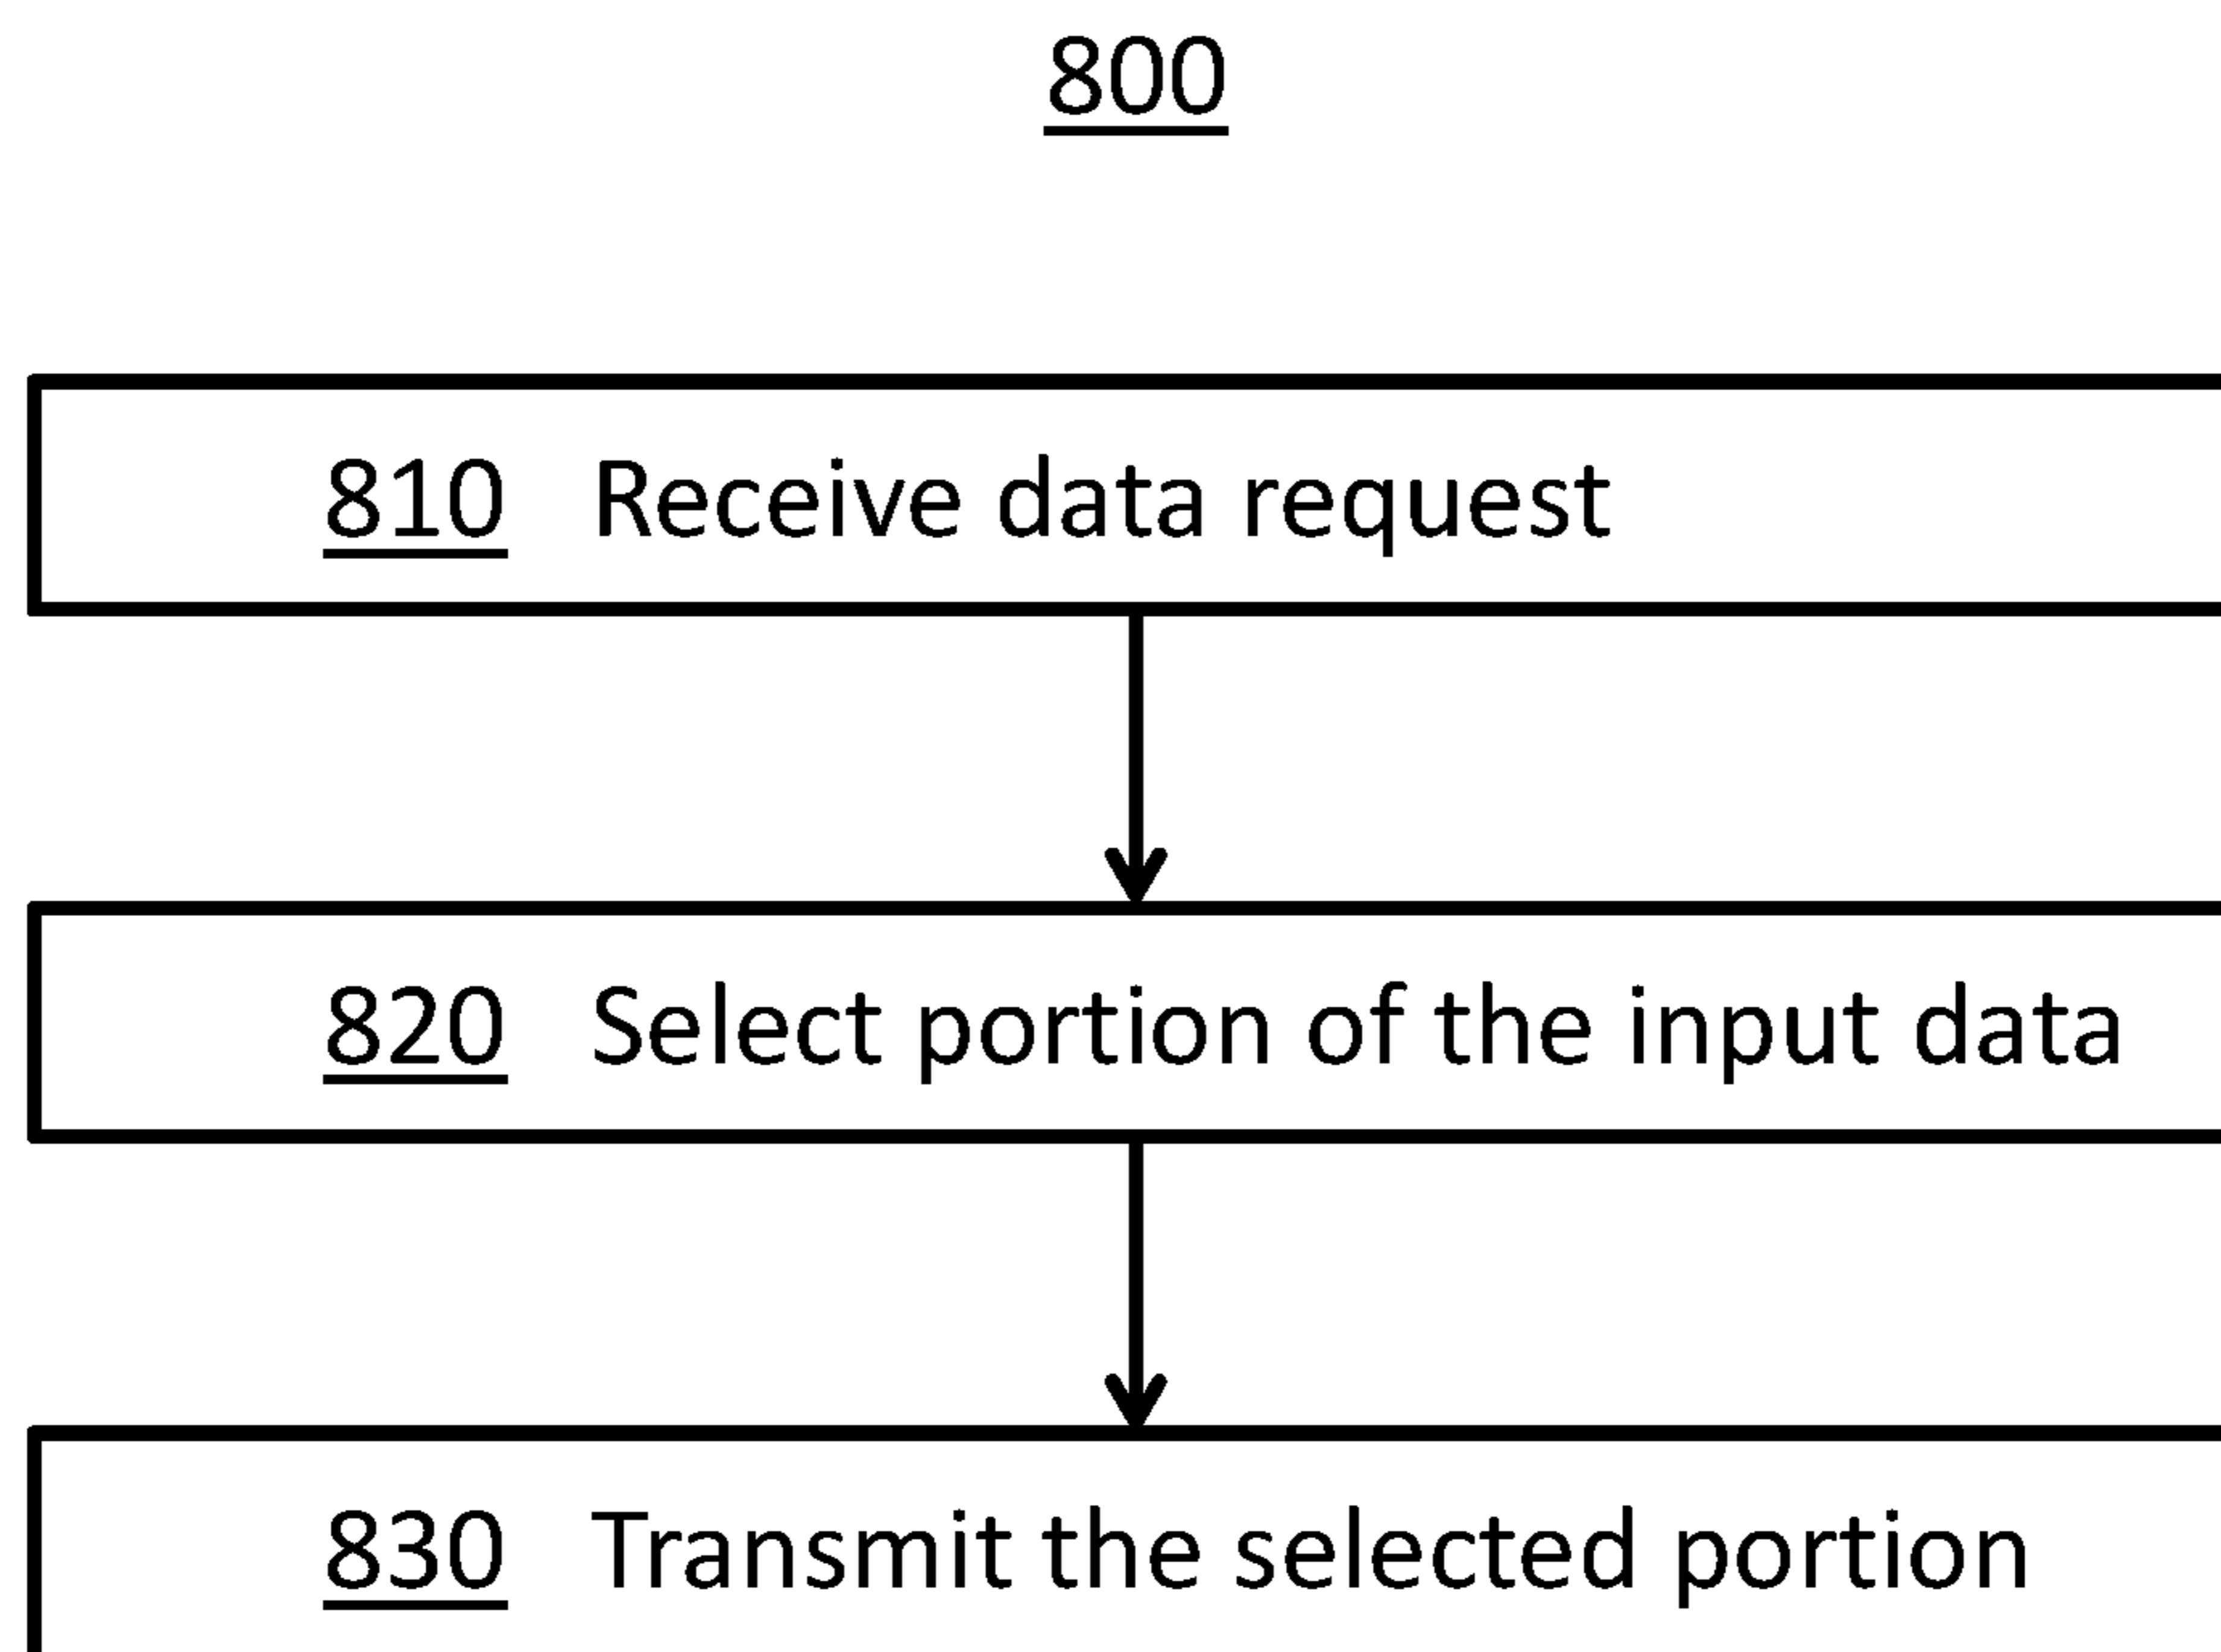 800
810 Receive data request
820 Select portion of the input data
830 Transmit the selected portion